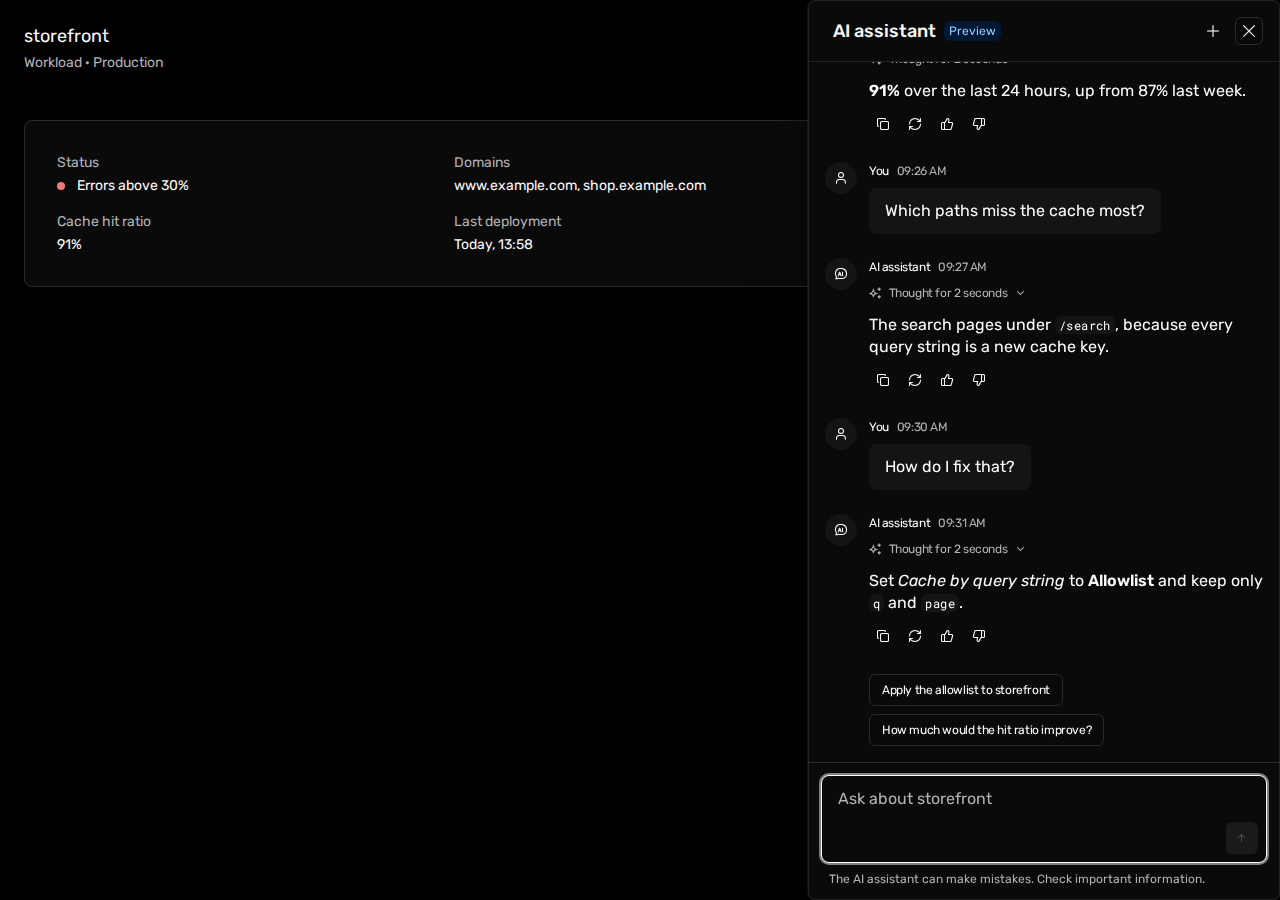 storefront
Workload • Production
Status
Errors above 30%
Domains
www.example.com, shop.example.com
Cache hit ratio
91%
Last deployment
Today, 13:58
AI assistant
Preview
91% over the last 24 hours, up from 87% last week.
You 09:26 AM
Which paths miss the cache most?
AI assistant 09:27 AM
Thought for 2 seconds
The search pages under /search, because every
query string is a new cache key.
You 09:30 AM
How do I fix that?
AI assistant 09:31 AM
Thought for 2 seconds
Set Cache by query string to Allowlist and keep only
q and page.
Apply the allowlist to storefront
How much would the hit ratio improve?
Ask about storefront
The AI assistant can make mistakes. Check important information.